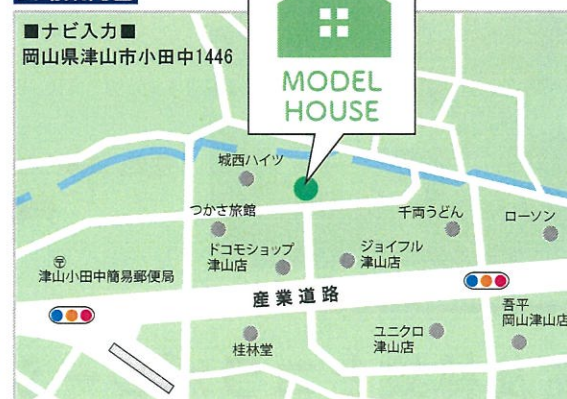 ■ナビ入力■
岡山県津山市小田中1446
MODEL
HOUSE
城西ハイツ
つかさ旅館
千両うどん
ローソン
ドコモショップ
津山店
ジョイフル
津山店
〒
津山小田中簡易郵便局
産業道路
吾平
岡山津山店
ユニクロ
津山店
桂林堂